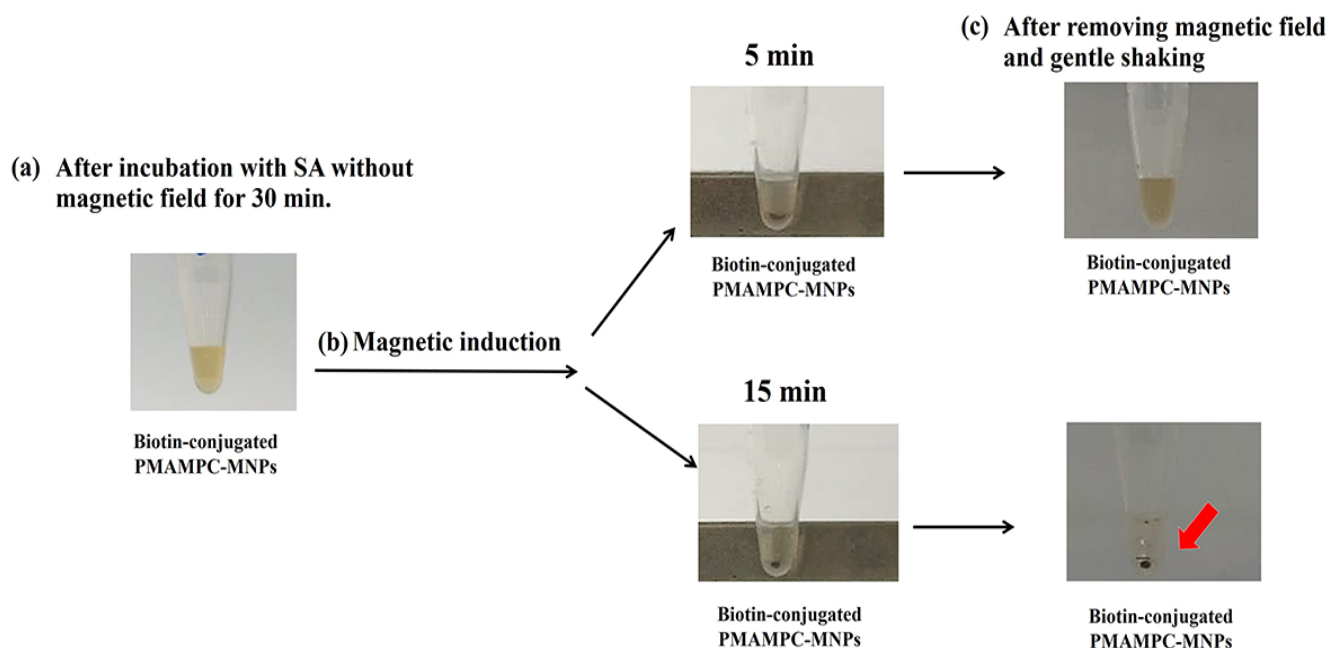 (a) After incubation with SA without
magnetic field for 30 min.
Biotin-conjugated
PMAMPC-MNPs
(b) Magnetic induction
5 min
Biotin-conjugated
PMAMPC-MNPs
15 min
Biotin-conjugated
PMAMPC-MNPs
(c) After removing magnetic field
and gentle shaking
Biotin-conjugated
PMAMPC-MNPs
Biotin-conjugated
PMAMPC-MNPs